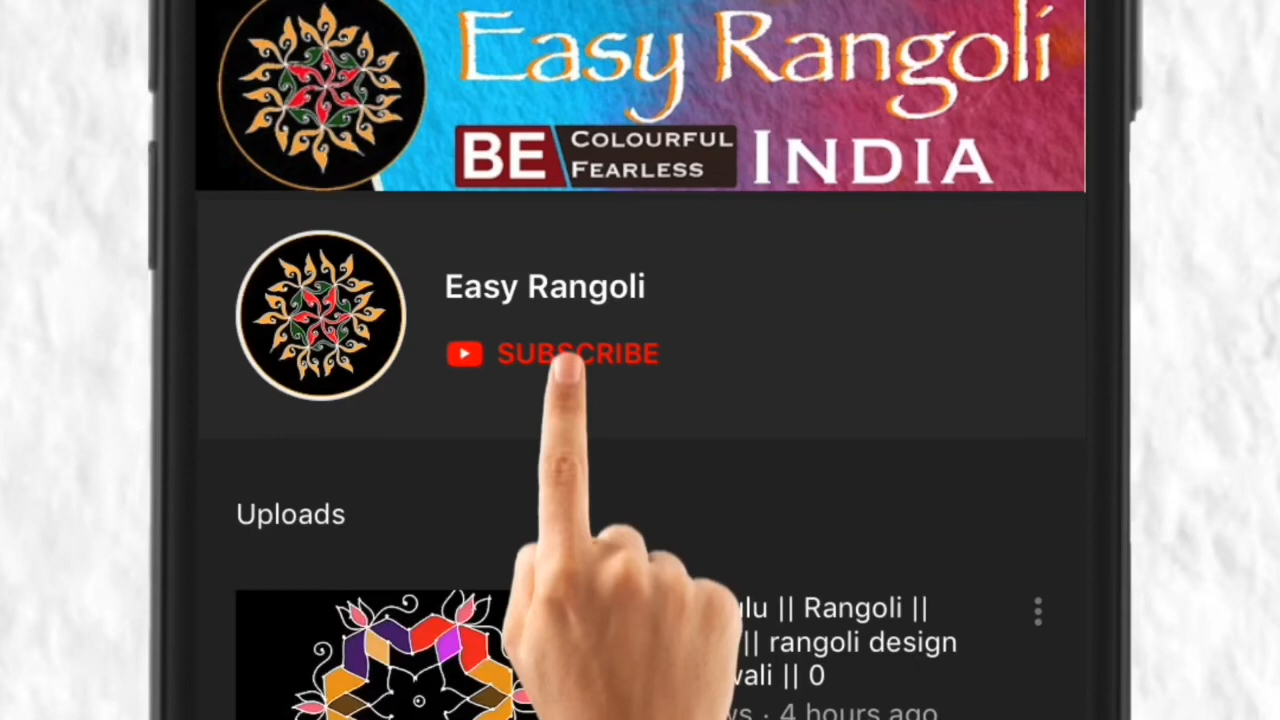 Easy Rangoli
BE COLOURFUL
FEARLESS
INDIA
Easy Rangoli
SUBSCRIBE
Uploads
|| Rangoli ||
|| rangoli design
|| 0
· 4 hours ago